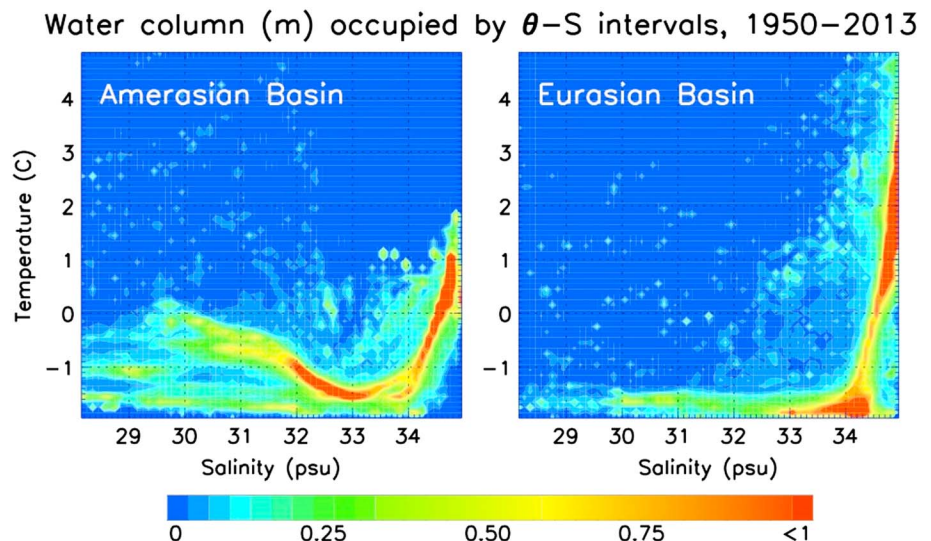 Water column (m) occupied by θ−S intervals, 1950−2013
Amerasian Basin
Eurasian Basin
Temperature (C)
4
3
2
1
0
−1
4
3
2
1
0
−1
29 30 31 32 33 34
29 30 31 32 33 34
Salinity (psu)
Salinity (psu)
0 0.25 0.50 0.75 <1